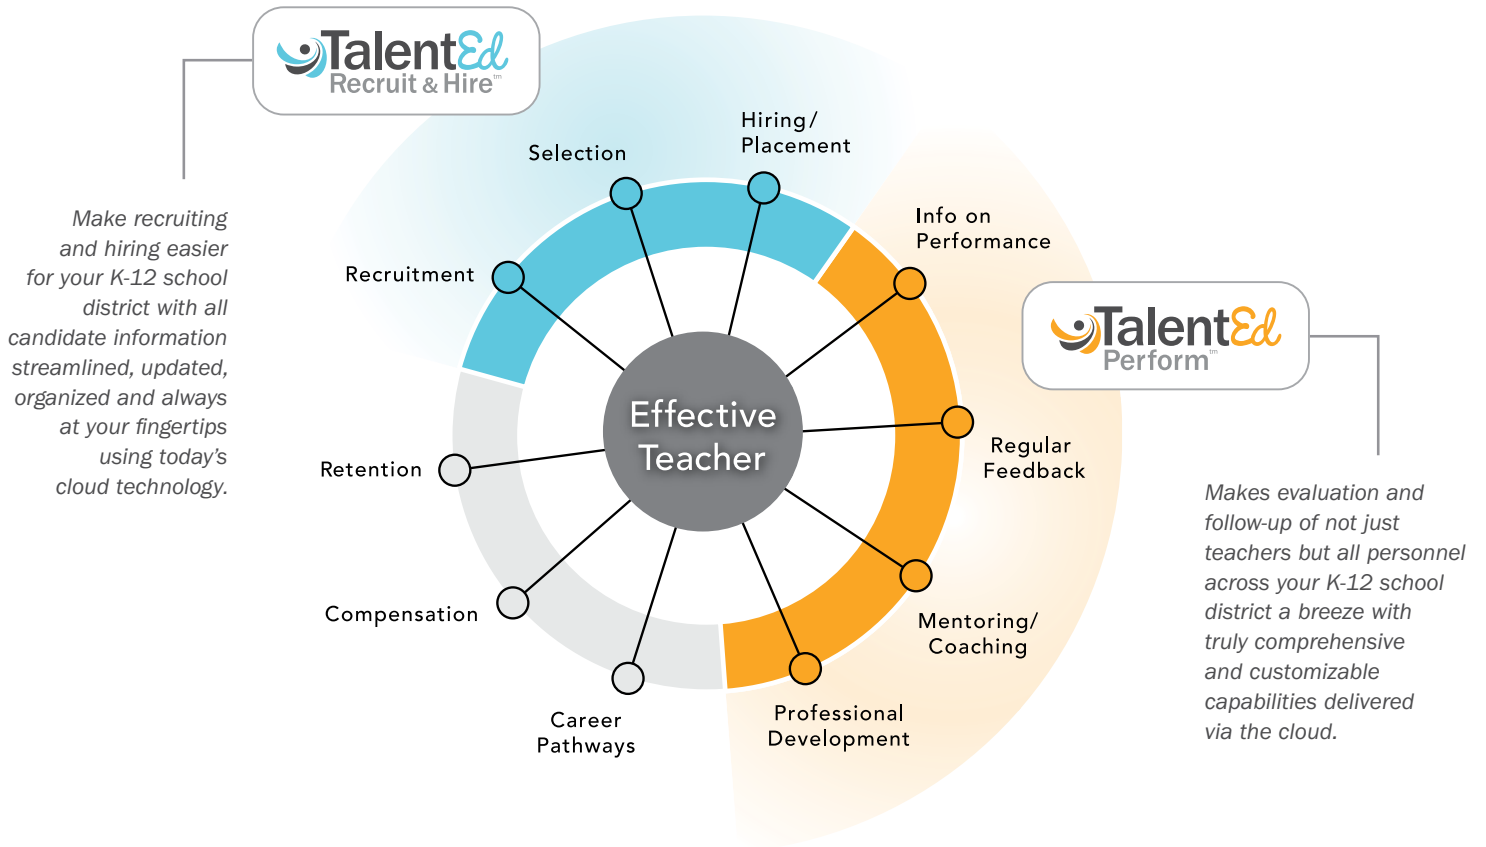 TalentEd
Recruit & Hire™
Make recruiting
and hiring easier
for your K-12 school
district with all
candidate information
streamlined, updated,
organized and always
at your fingertips
using today's
cloud technology.
Selection
Hiring/
Placement
Recruitment
Info on
Performance
Effective
Teacher
Regular
Feedback
Retention
Compensation
Mentoring/
Coaching
Career
Pathways
Professional
Development
TalentEd
Perform™
Makes evaluation and
follow-up of not just
teachers but all personnel
across your K-12 school
district a breeze with
truly comprehensive
and customizable
capabilities delivered
via the cloud.